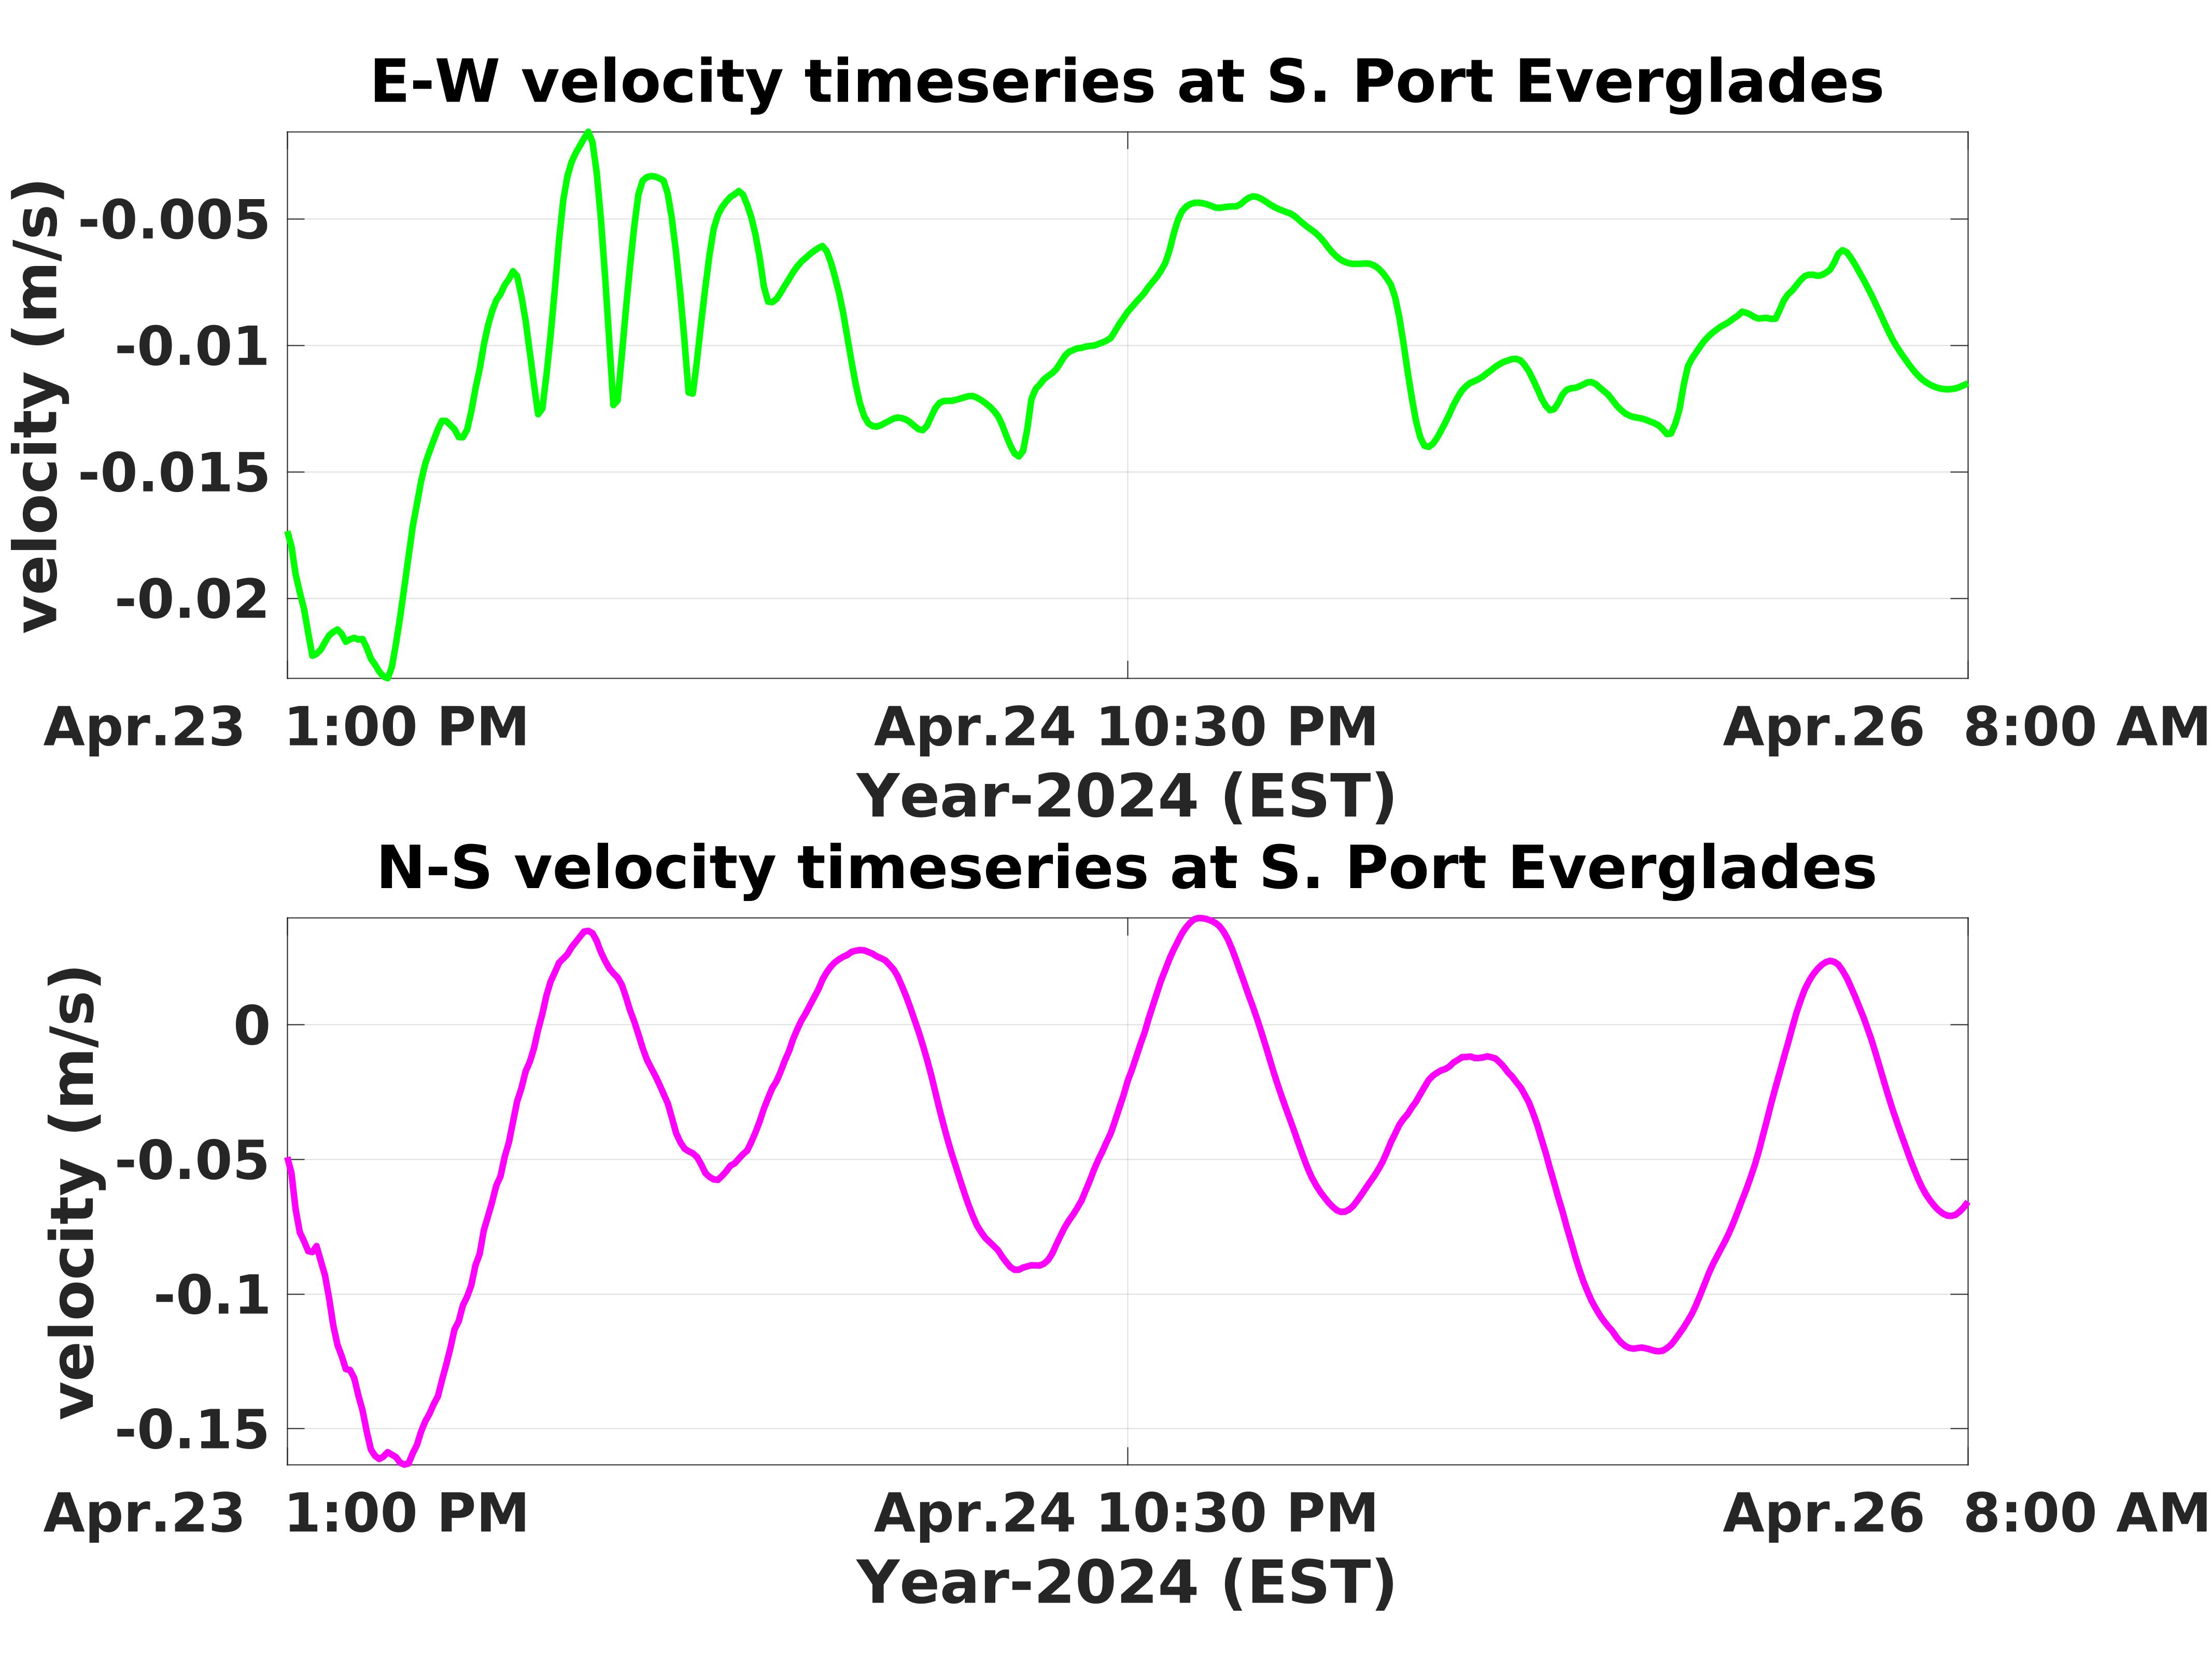 E-W velocity timeseries at S. Port Everglades
velocity (m/s)
-0.005
-0.01
-0.015
-0.02
Apr.23  1:00 PM
Apr.24 10:30 PM
Apr.26  8:00 AM
Year-2024 (EST)
N-S velocity timeseries at S. Port Everglades
velocity (m/s)
0
-0.05
-0.1
-0.15
Apr.23  1:00 PM
Apr.24 10:30 PM
Apr.26  8:00 AM
Year-2024 (EST)